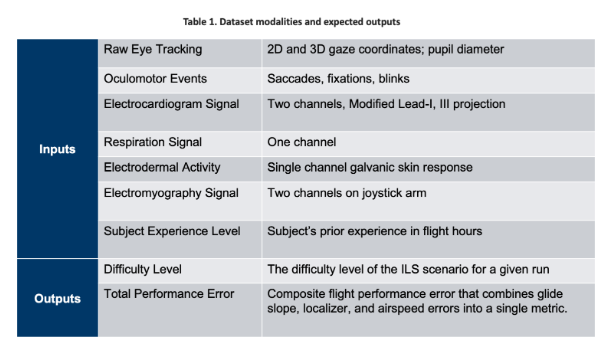 Table 1. Dataset modalities and expected outputs
Inputs
Raw Eye Tracking
2D and 3D gaze coordinates; pupil diameter
Oculomotor Events
Saccades, fixations, blinks
Electrocardiogram Signal
Two channels, Modified Lead-I, III projection
Respiration Signal
One channel
Electrodermal Activity
Single channel galvanic skin response
Electromyography Signal
Two channels on joystick arm
Subject Experience Level
Subject's prior experience in flight hours
Outputs
Difficulty Level
The difficulty level of the ILS scenario for a given run
Total Performance Error
Composite flight performance error that combines glide
slope, localizer, and airspeed errors into a single metric.